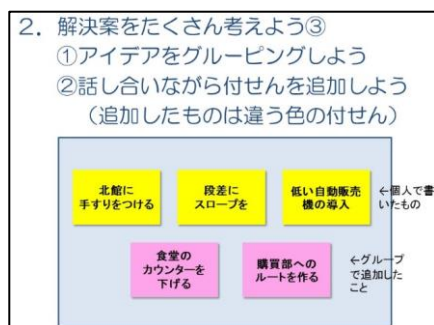 ２．解決案をたくさん考えよう③
①アイデアをグルーピングしよう
②話し合いながら付せんを追加しよう
（追加したものは違う色の付せん）
北館に
手すりをつける
段差に
スロープを
低い自動販売
機の導入
←個人で書
いたもの
食堂の
カウンターを
下げる
購買部への
ルートを作る
←グループ
で追加した
こと